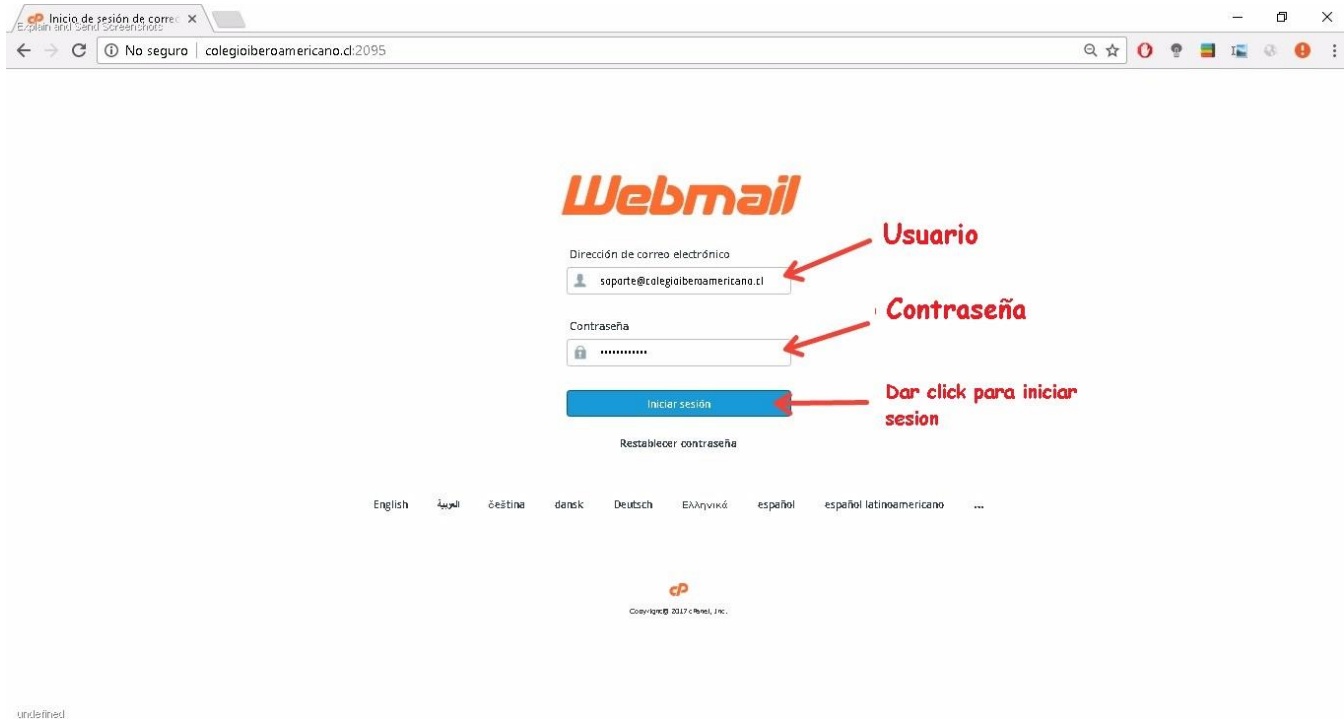 Inicio de sesión de correo
Explain and Send Screenshots
No seguro | colegioiberoamericano.cl:2095
Webmail
Usuario
Dirección de correo electrónico
soporte@colegioiberoamericano.cl
Contraseña
Contraseña
••••••••••••
Iniciar sesión
Dar click para iniciar
sesion
Restablecer contraseña
English العربية čeština dansk Deutsch Ελληνικά español español latinoamericano ...
cP
Copyright© 2017 cPanel, Inc.
undefined